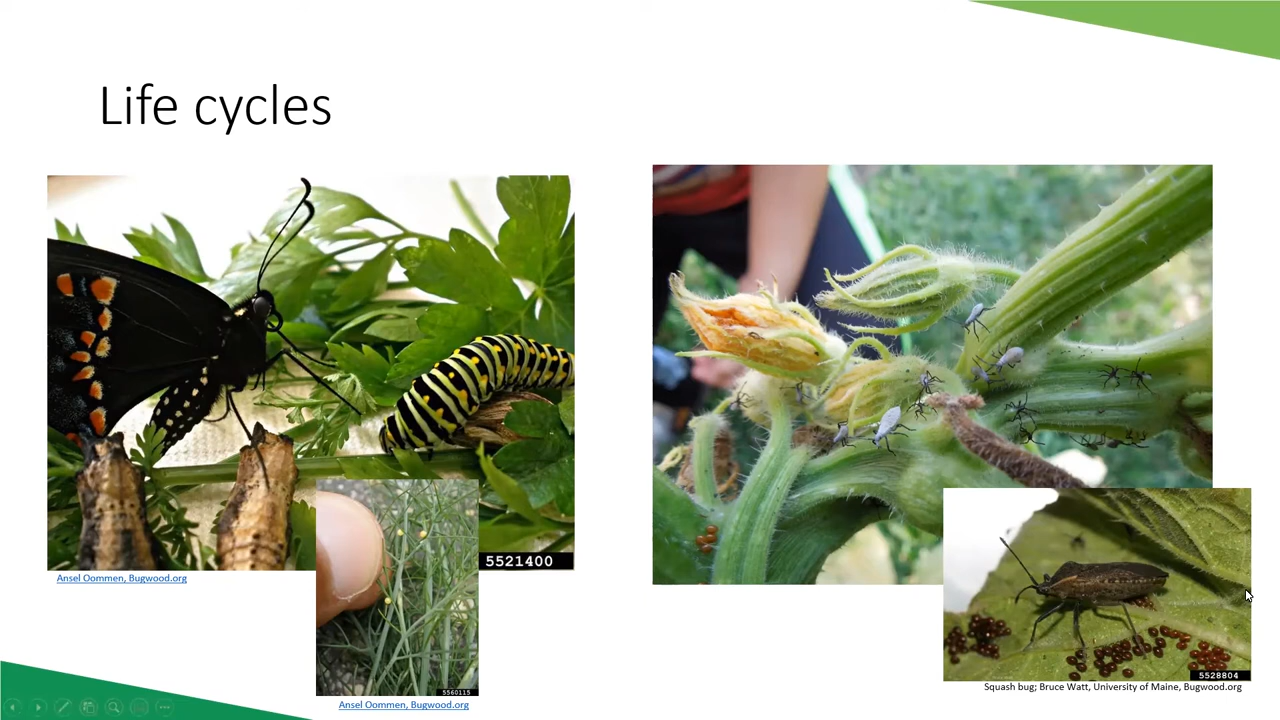 Life cycles
5521400
Ansel Oommen, Bugwood.org
5560115
Ansel Oommen, Bugwood.org
5528804
Squash bug; Bruce Watt, University of Maine, Bugwood.org